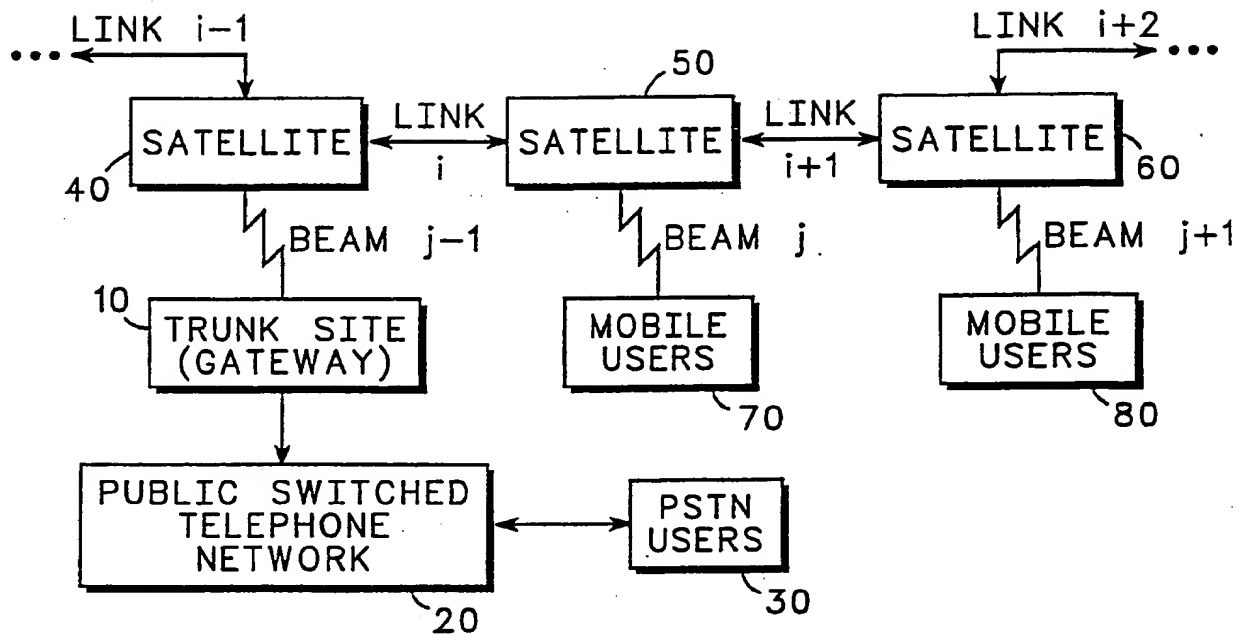 LINK i-1
LINK i+2
50
SATELLITE
LINK
i
SATELLITE
LINK
i+1
SATELLITE
40
60
BEAM j-1
BEAM j
BEAM j+1
10
TRUNK SITE
(GATEWAY)
MOBILE
USERS
MOBILE
USERS
70
80
PUBLIC SWITCHED
TELEPHONE
NETWORK
PSTN
USERS
20
30